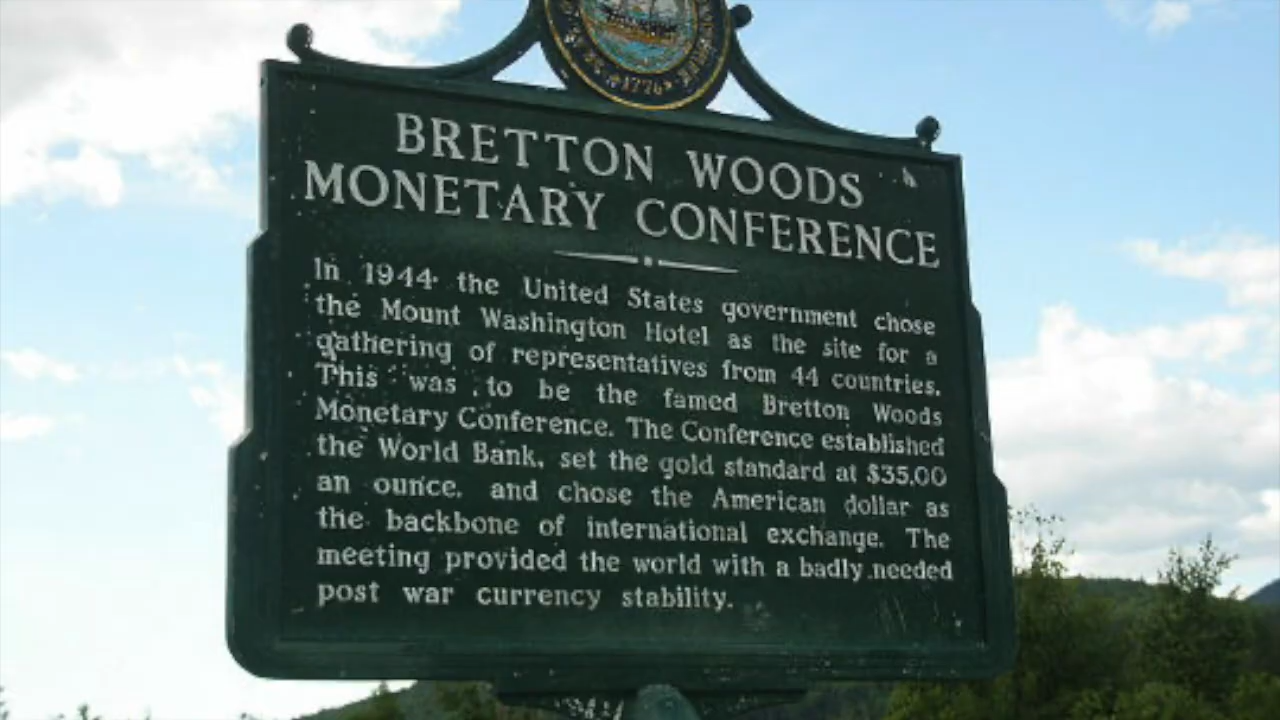 1776
BRETTON WOODS
MONETARY CONFERENCE
In 1944 the United States government chose
the Mount Washington Hotel as the site for a
gathering of representatives from 44 countries.
This was to be the famed Bretton Woods
Monetary Conference. The Conference established
the World Bank, set the gold standard at $35.00
an ounce, and chose the American dollar as
the backbone of international exchange. The
meeting provided the world with a badly needed
post war currency stability.